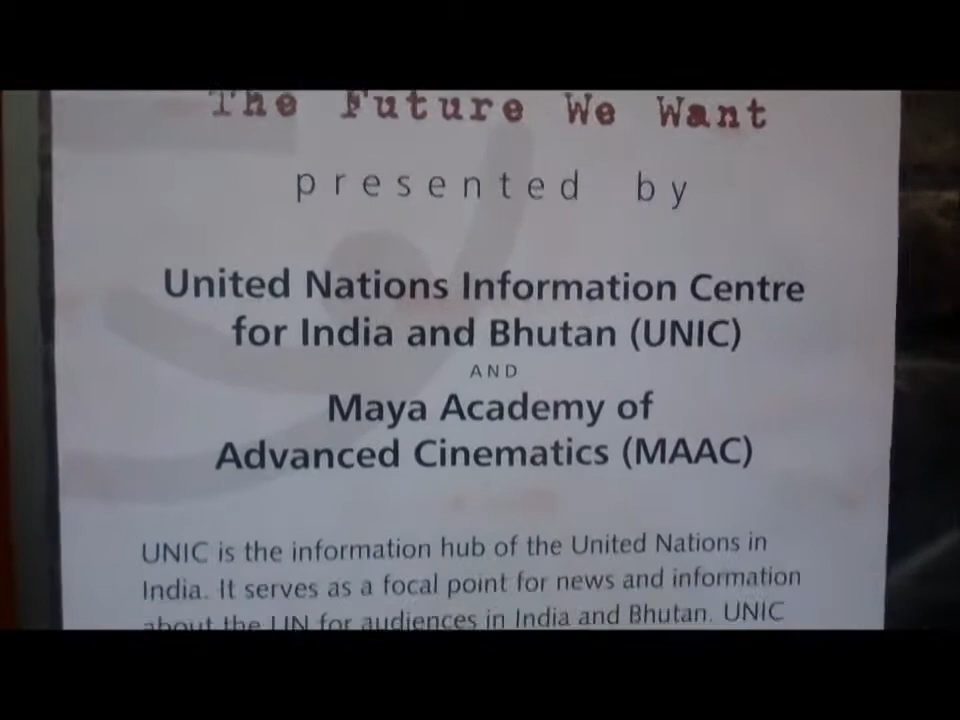 The Future We Want
presented by
United Nations Information Centre
for India and Bhutan (UNIC)
AND
Maya Academy of
Advanced Cinematics (MAAC)
UNIC is the information hub of the United Nations in
India. It serves as a focal point for news and information
about the UN for audiences in India and Bhutan. UNIC